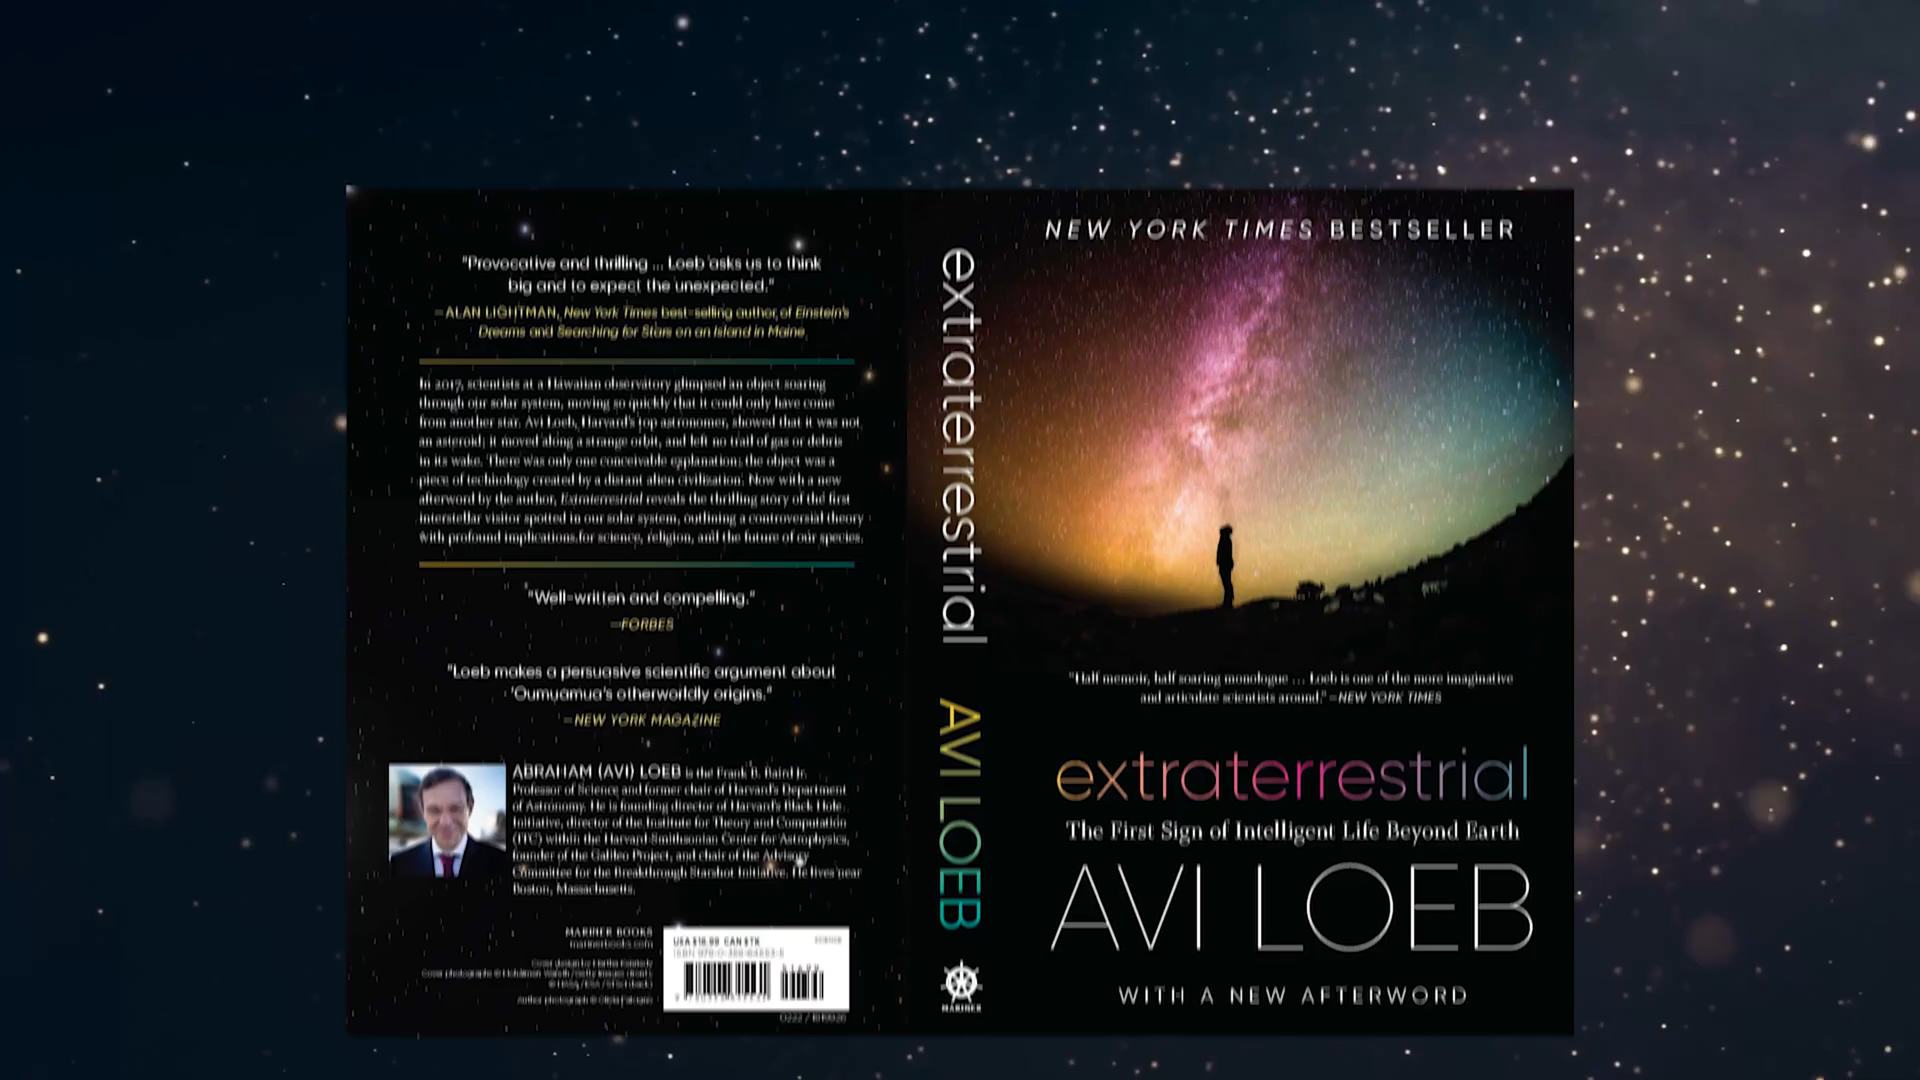 "Provocative and thrilling ... Loeb asks us to think
big and to expect the unexpected."
—ALAN LIGHTMAN, New York Times best-selling author of Einstein's
Dreams and Searching for Stars on an Island in Maine
In 2017, scientists at a Hawaiian observatory glimpsed an object soaring
through our solar system, moving so quickly that it could only have come
from another star. Avi Loeb, Harvard's top astronomer, showed that it was not
an asteroid; it moved along a strange orbit, and left no trail of gas or debris
in its wake. There was only one conceivable explanation: the object was a
piece of technology created by a distant alien civilization. Now with a new
afterword by the author, Extraterrestrial reveals the thrilling story of the first
interstellar visitor spotted in our solar system, outlining a controversial theory
with profound implications for science, religion, and the future of our species.
"Well-written and compelling."
—FORBES
"Loeb makes a persuasive scientific argument about
'Oumuamua's otherworldly origins."
—NEW YORK MAGAZINE
ABRAHAM (AVI) LOEB is the Frank B. Baird Jr.
Professor of Science and former chair of Harvard's Department
of Astronomy. He is founding director of Harvard's Black Hole
Initiative, director of the Institute for Theory and Computation
(ITC) within the Harvard-Smithsonian Center for Astrophysics,
founder of the Galileo Project, and chair of the Advisory
Committee for the Breakthrough Starshot Initiative. He lives near
Boston, Massachusetts.
MARINER BOOKS
marinerbooks.com
extraterrestrial
AVI LOEB
MARINER
NEW YORK TIMES BESTSELLER
"Half memoir, half soaring monologue ... Loeb is one of the more imaginative
and articulate scientists around." —NEW YORK TIMES
extraterrestrial
The First Sign of Intelligent Life Beyond Earth
AVI LOEB
WITH A NEW AFTERWORD